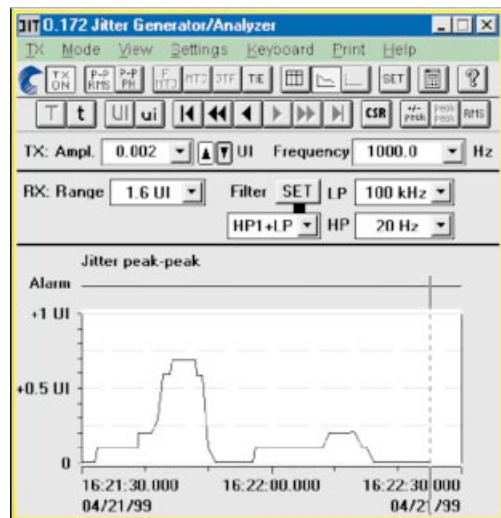 JIT O.172 Jitter Generator/Analyzer
TX Mode View Settings Keyboard Print Help
TX ON P-P RMS P-P PH F MTJ MTJ JTF TIE SET ?
T t UI ui CSR +/- peak peak peak RMS
TX: Ampl. 0.002 UI Frequency 1000.0 Hz
RX: Range 1.6 UI Filter SET LP 100 kHz
HP1+LP HP 20 Hz
Jitter peak-peak
Alarm
+1 UI
+0.5 UI
0
16:21:30.000 16:22:00.000 16:22:30.000
04/21/99 04/21/99